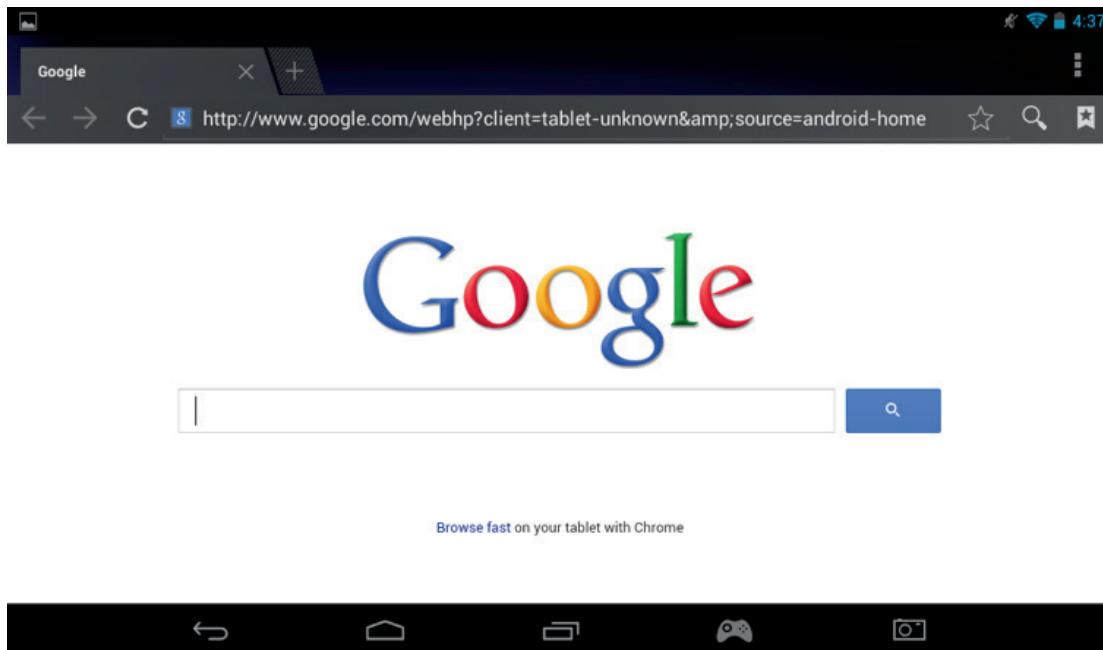 4:37
Google
http://www.google.com/webhp?client=tablet-unknown&amp;source=android-home
Google
Browse fast on your tablet with Chrome